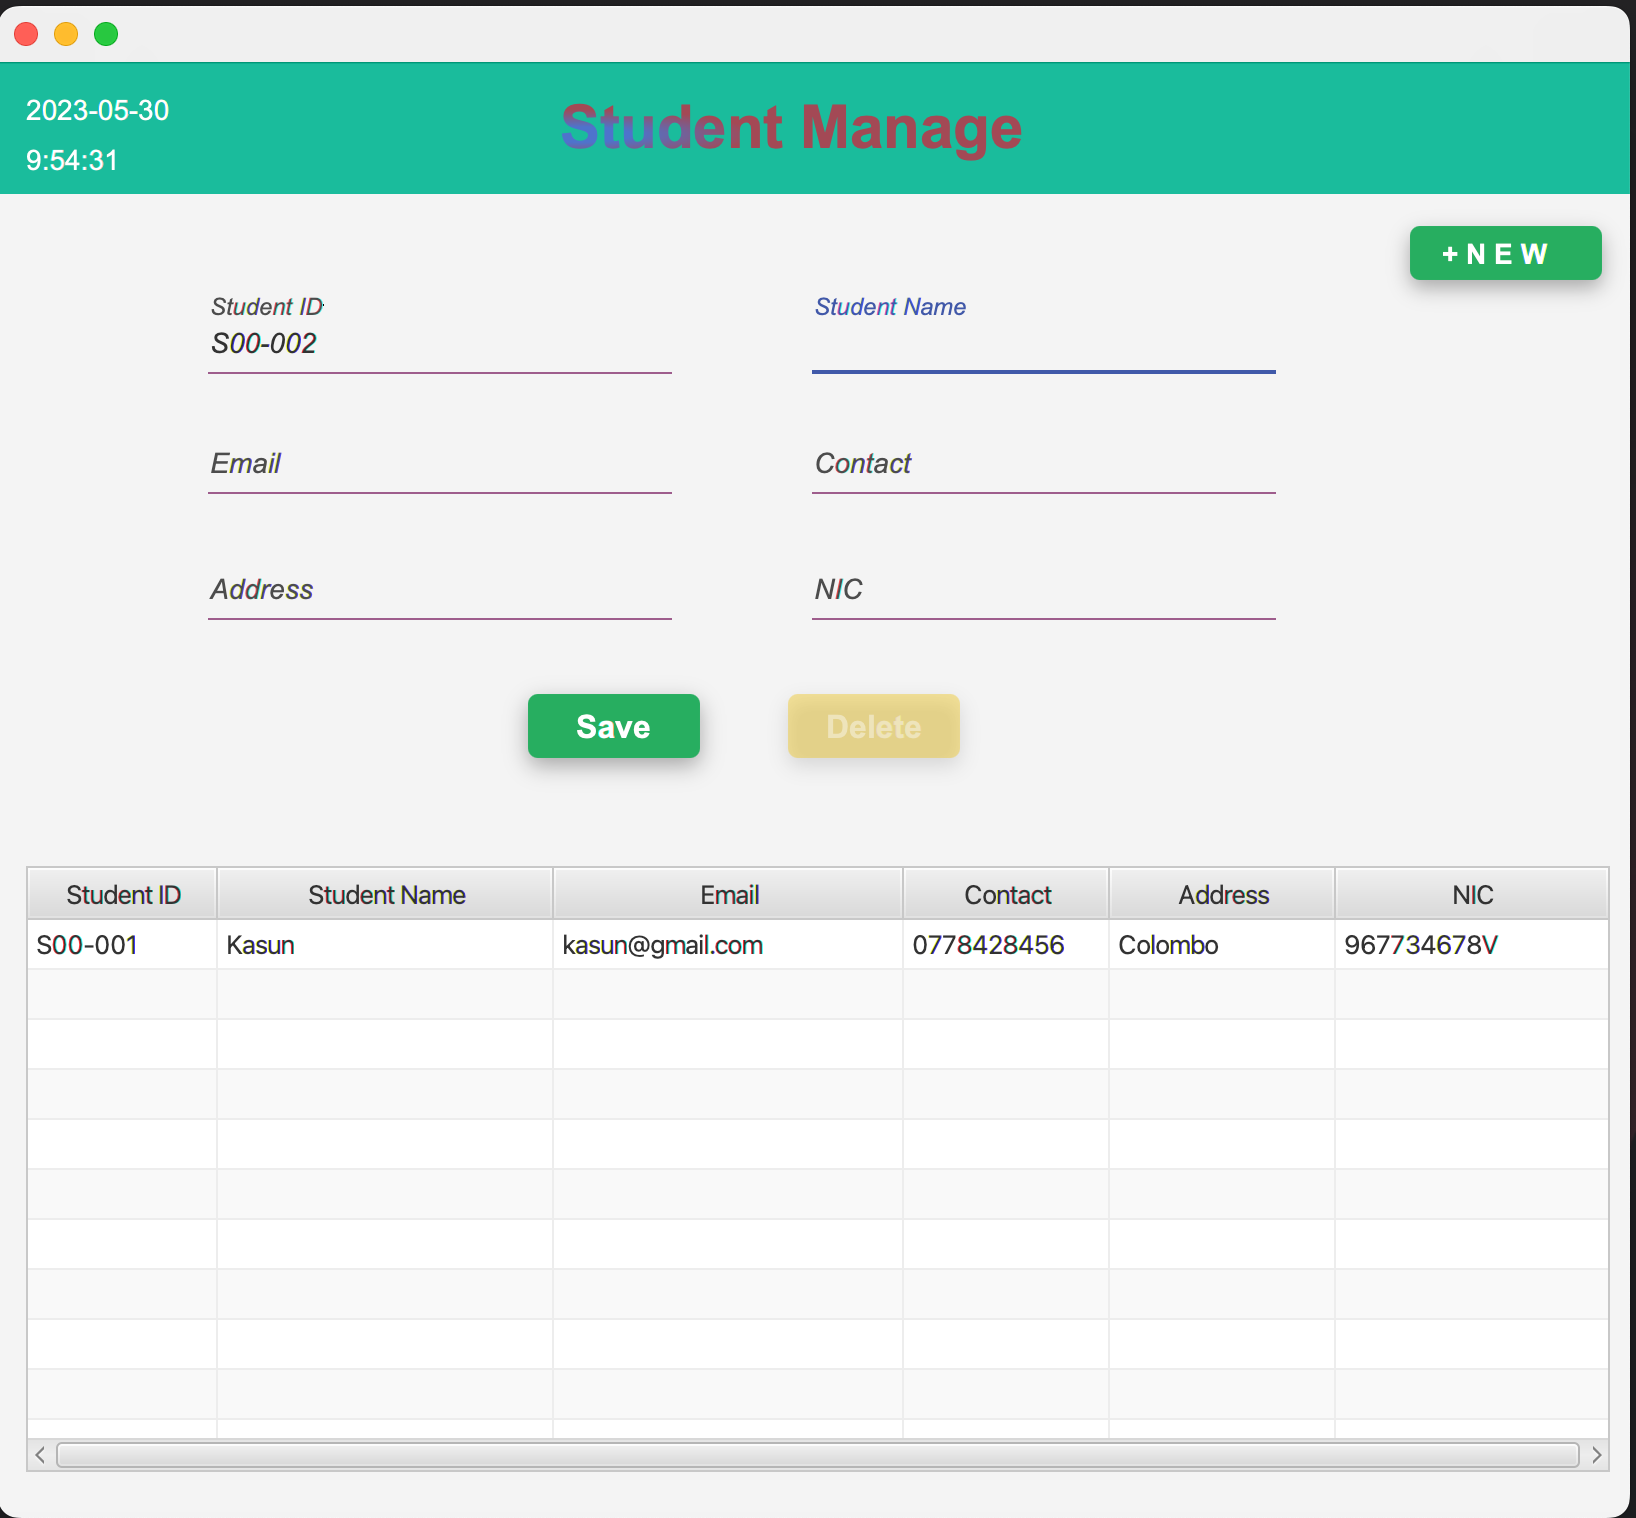 2023-05-30
9:54:31
Student Manage
+NEW
Student ID
S00-002
Student Name
Email
Contact
Address
NIC
Save
Delete
Student ID Student Name Email Contact Address NIC
S00-001 Kasun kasun@gmail.com 0778428456 Colombo 967734678V